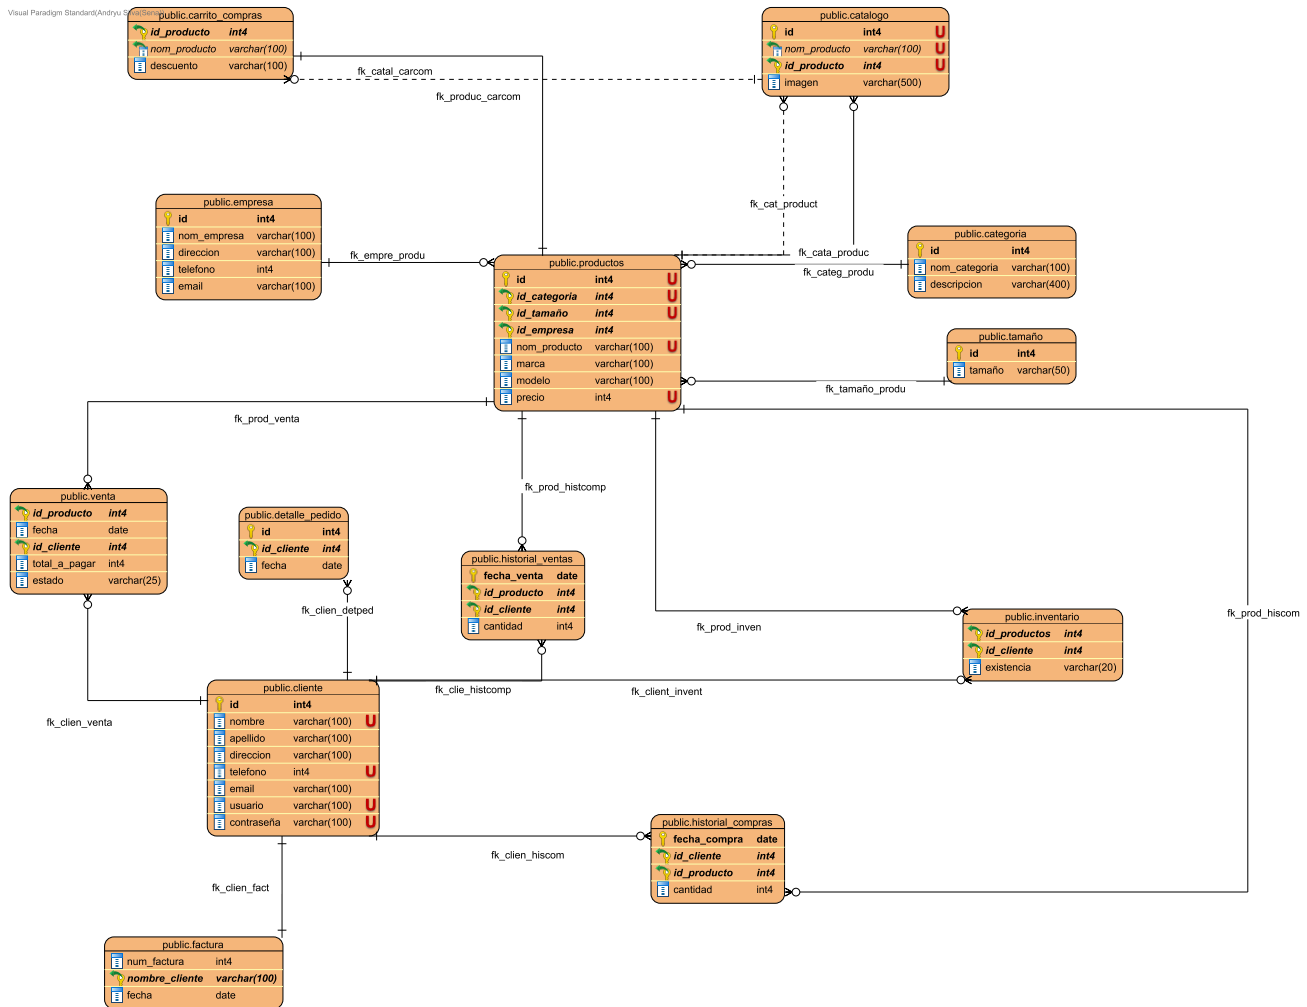 Visual Paradigm Standard(Andryu
public.carrito_compras
id_producto int4
nom_producto varchar(100)
descuento varchar(100)
public.catalogo
id int4 U
nom_producto varchar(100) U
id_producto int4 U
imagen varchar(500)
fk_catal_carcom
fk_produc_carcom
fk_cat_product
public.empresa
id int4
nom_empresa varchar(100)
direccion varchar(100)
telefono int4
email varchar(100)
fk_empre_produ
fk_cata_produc
fk_categ_produ
public.categoria
id int4
nom_categoria varchar(100)
descripcion varchar(400)
public.productos
id int4 U
id_categoria int4 U
id_tamaño int4 U
id_empresa int4
nom_producto varchar(100) U
marca varchar(100)
modelo varchar(100)
precio int4 U
public.tamaño
id int4
tamaño varchar(50)
fk_tamaño_produ
fk_prod_venta
fk_prod_histcomp
public.venta
id_producto int4
fecha date
id_cliente int4
total_a_pagar int4
estado varchar(25)
public.detalle_pedido
id int4
id_cliente int4
fecha date
public.historial_ventas
fecha_venta date
id_producto int4
id_cliente int4
cantidad int4
fk_clien_detped
fk_prod_inven
fk_prod_hiscom
public.inventario
id_productos int4
id_cliente int4
existencia varchar(20)
fk_clie_histcomp
fk_client_invent
fk_clien_venta
public.cliente
id int4
nombre varchar(100) U
apellido varchar(100)
direccion varchar(100)
telefono int4 U
email varchar(100)
usuario varchar(100) U
contraseña varchar(100) U
fk_clien_hiscom
public.historial_compras
fecha_compra date
id_cliente int4
id_producto int4
cantidad int4
fk_clien_fact
public.factura
num_factura int4
nombre_cliente varchar(100)
fecha date